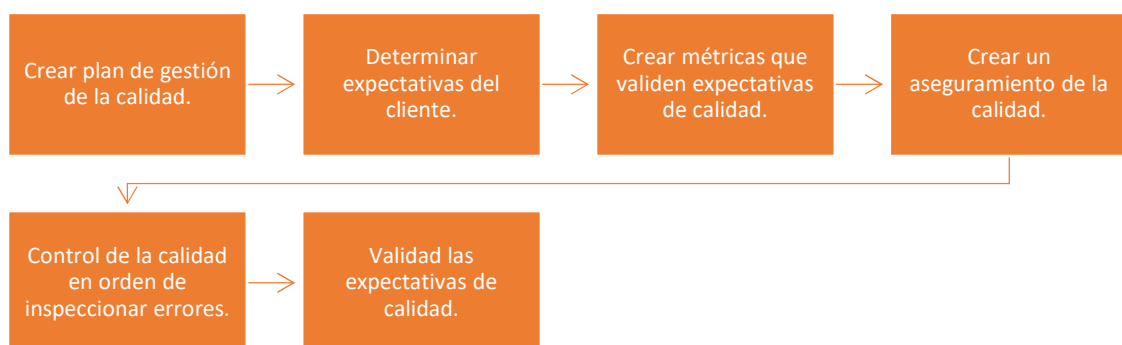 Crear plan de gestión
de la calidad.
Determinar
expectativas del
cliente.
Crear métricas que
validen expectativas
de calidad.
Crear un
aseguramiento de la
calidad.
Control de la calidad
en orden de
inspeccionar errores.
Validad las
expectativas de
calidad.